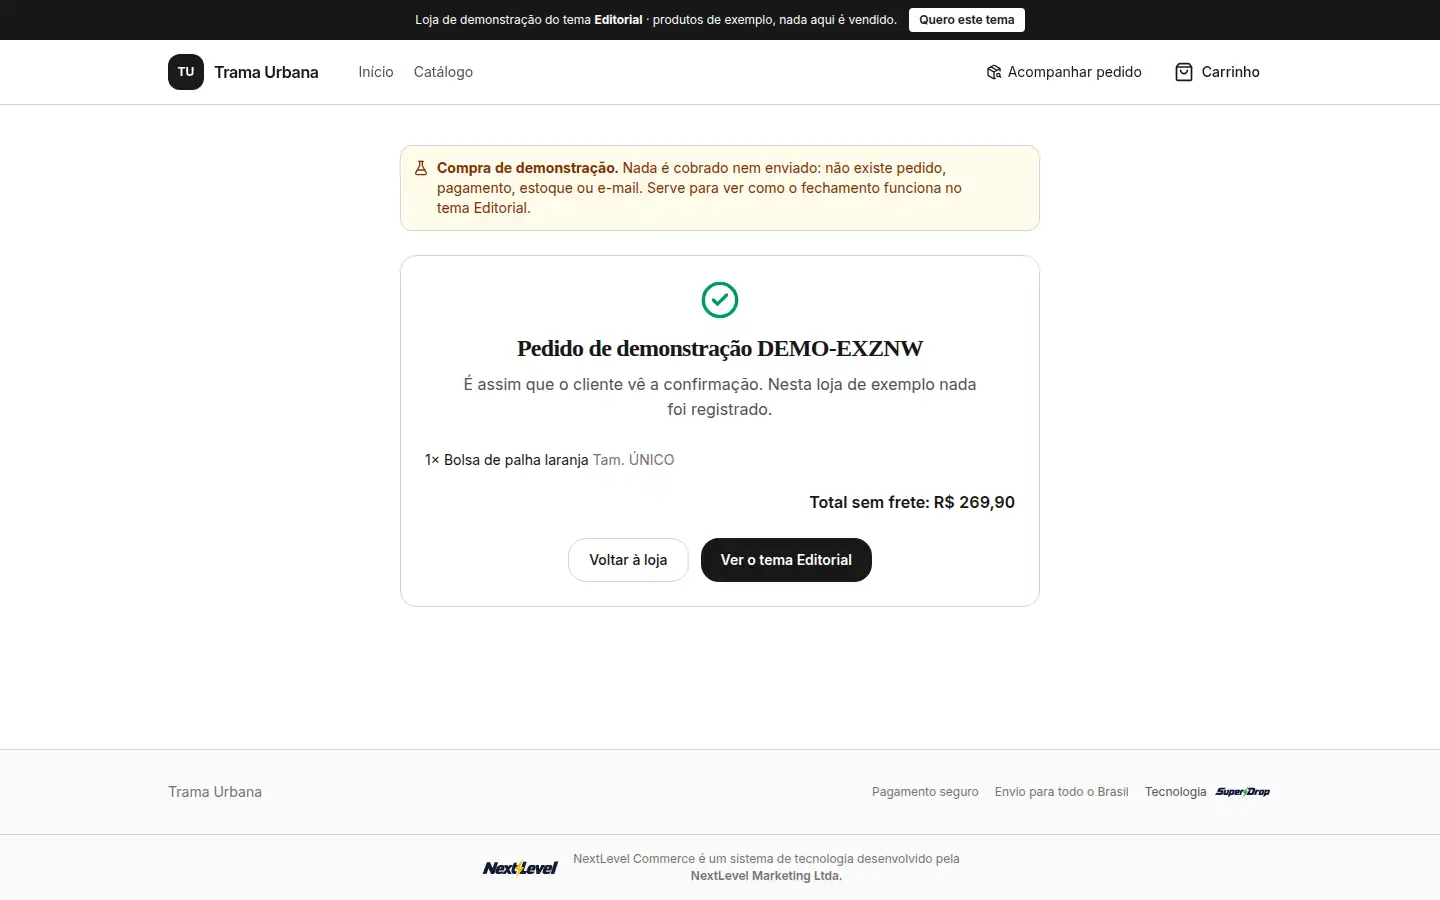 Loja de demonstração do tema Editorial · produtos de exemplo, nada aqui é vendido. Quero este tema
TU Trama Urbana Início Catálogo Acompanhar pedido Carrinho
Compra de demonstração. Nada é cobrado nem enviado: não existe pedido,
pagamento, estoque ou e-mail. Serve para ver como o fechamento funciona no
tema Editorial.
Pedido de demonstração DEMO-EXZNW
É assim que o cliente vê a confirmação. Nesta loja de exemplo nada
foi registrado.
1× Bolsa de palha laranja Tam. ÚNICO
Total sem frete: R$ 269,90
Voltar à loja Ver o tema Editorial
Trama Urbana Pagamento seguro Envio para todo o Brasil Tecnologia SuperDrop
NextLevel NextLevel Commerce é um sistema de tecnologia desenvolvido pela
NextLevel Marketing Ltda.